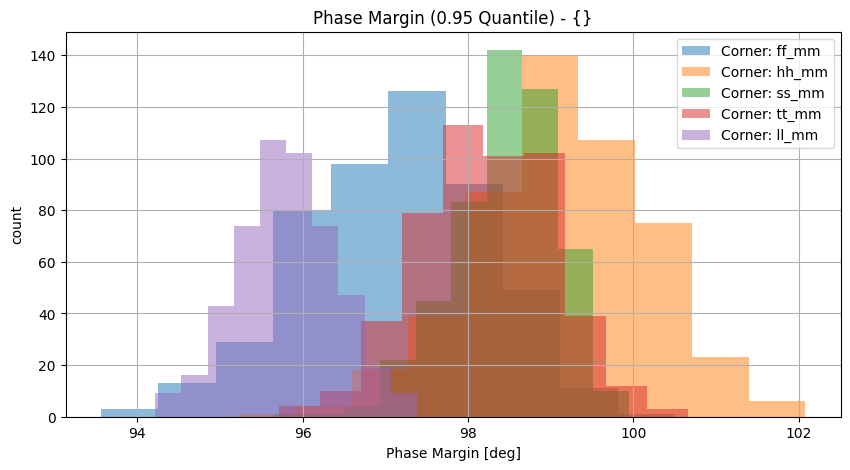 Phase Margin (0.95 Quantile) - {}
Corner: ff_mm
Corner: hh_mm
Corner: ss_mm
Corner: tt_mm
Corner: ll_mm
count
140
120
100
80
60
40
20
0
94 96 98 100 102
Phase Margin [deg]